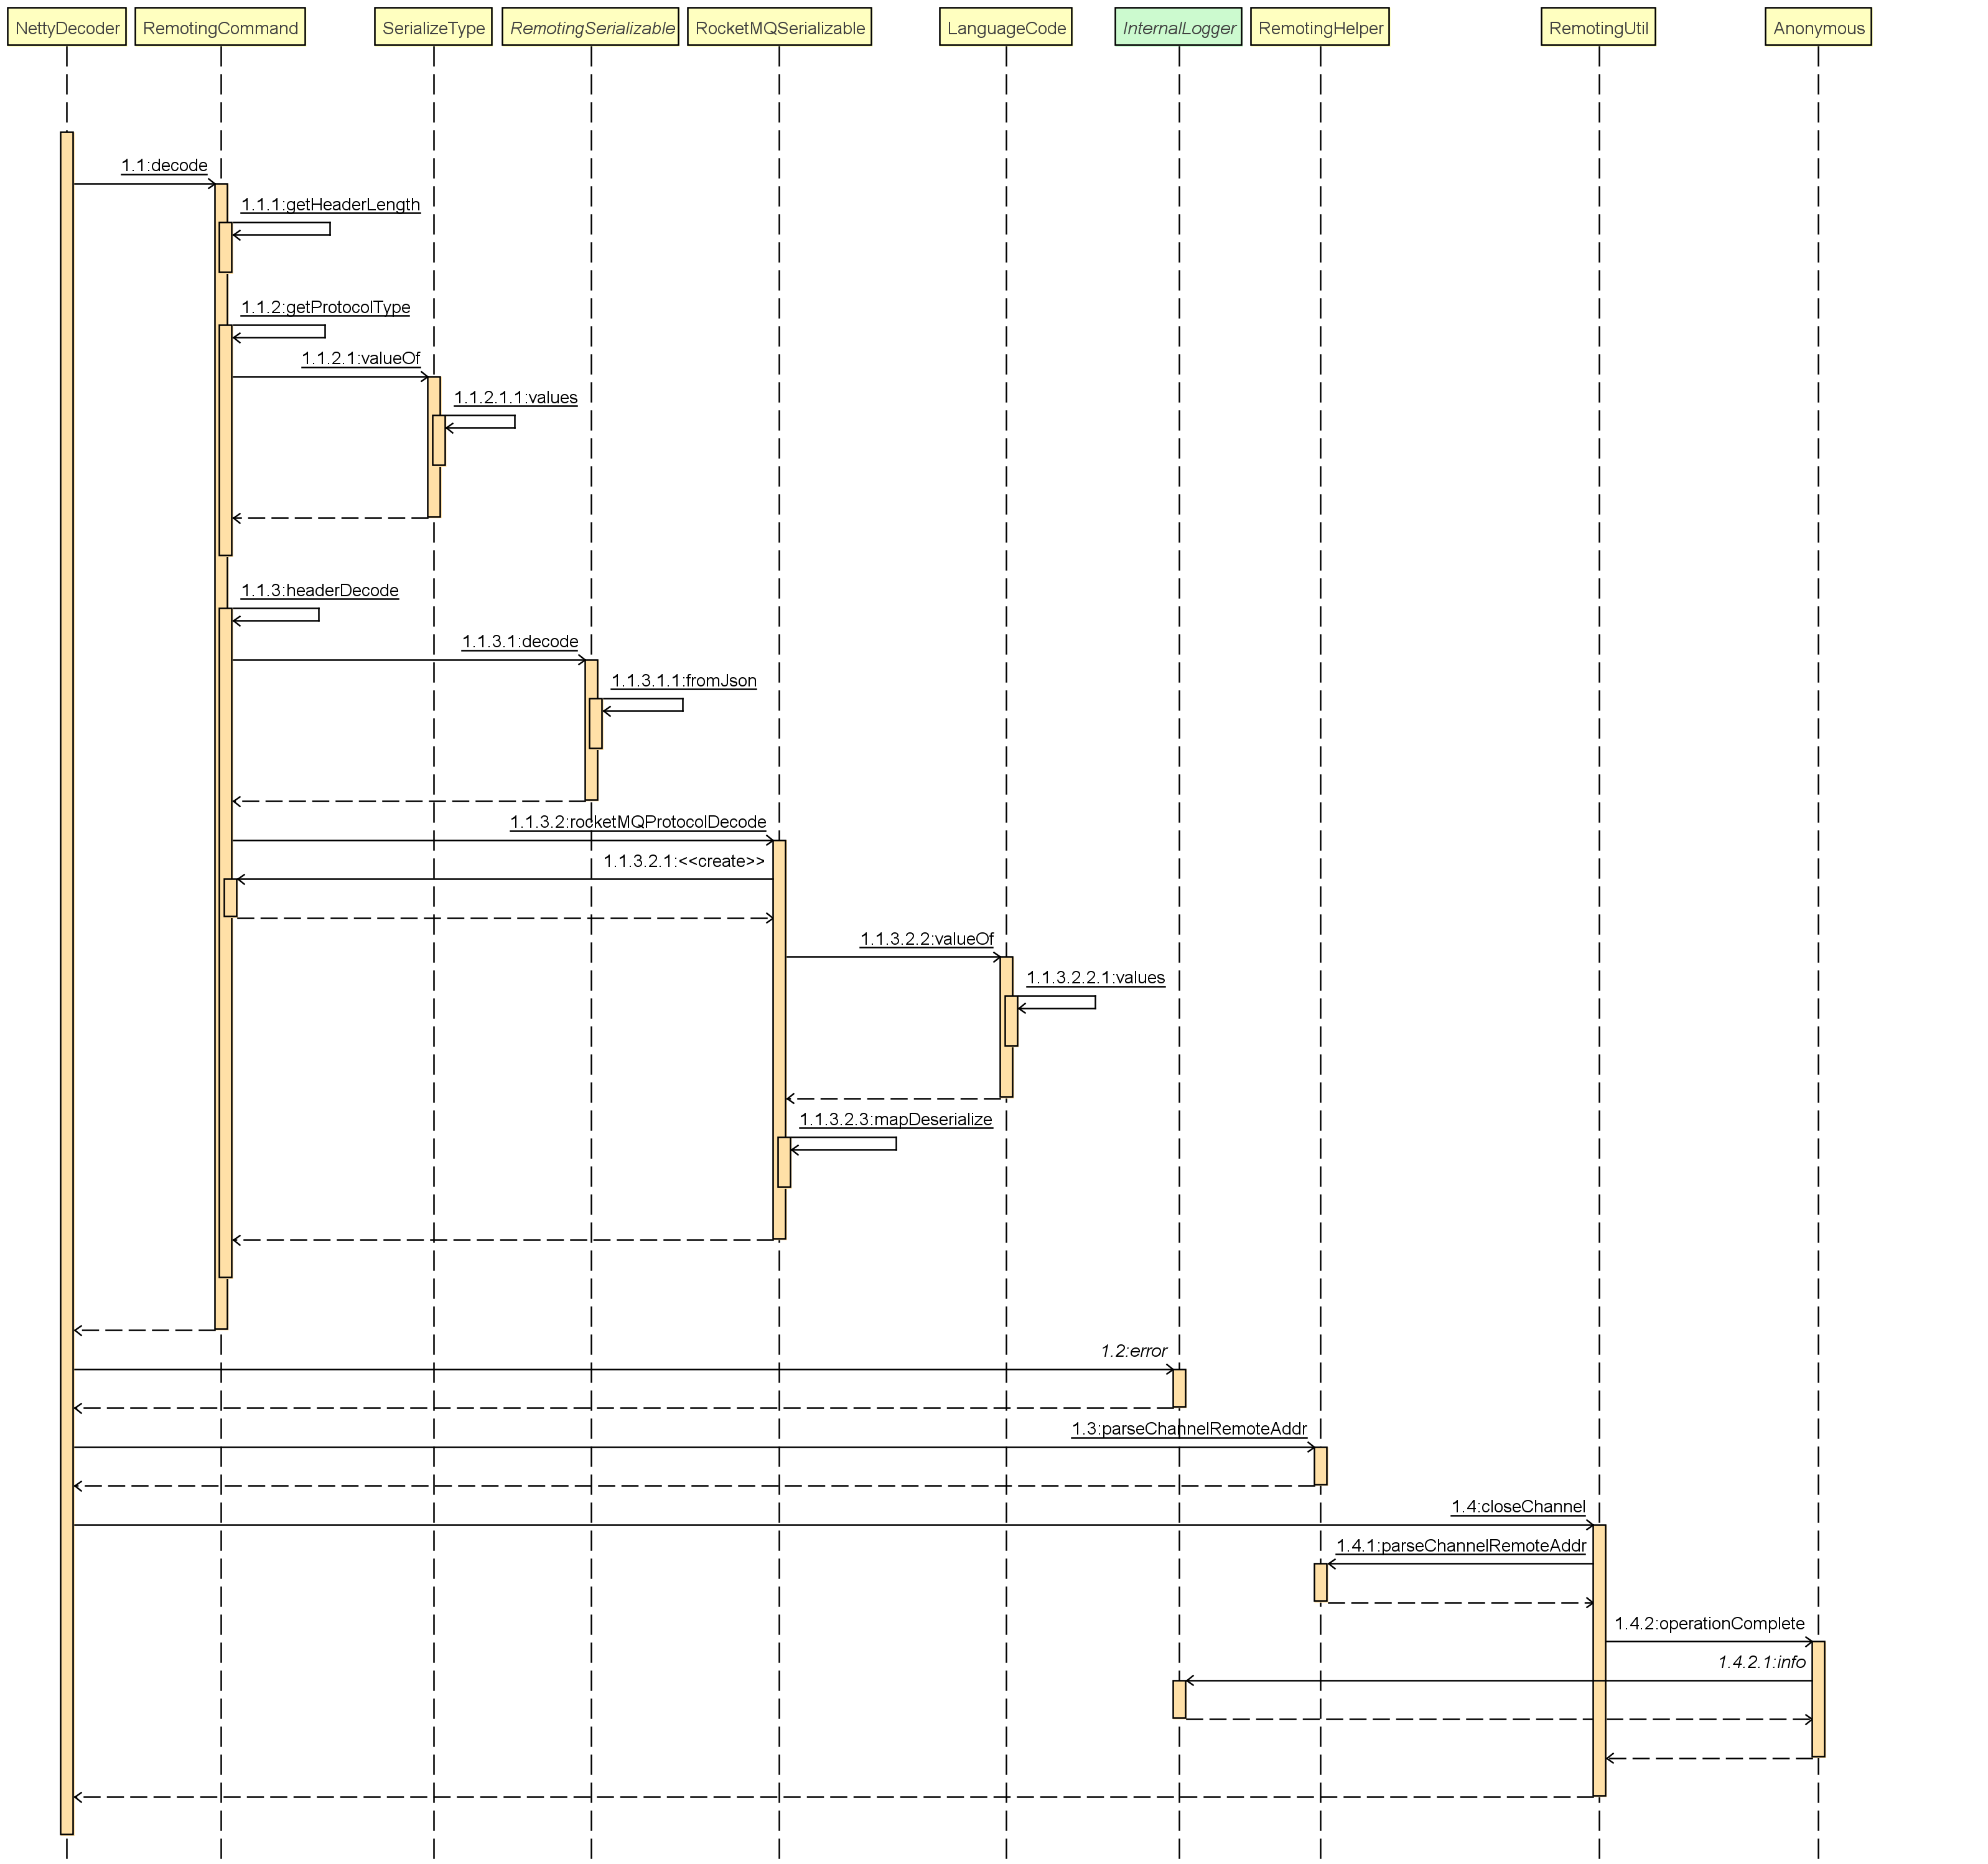 NettyDecoder
RemotingCommand
SerializeType
RemotingSerializable
RocketMQSerializable
LanguageCode
InternalLogger
RemotingHelper
RemotingUtil
Anonymous
1.1:decode
1.1.1:getHeaderLength
1.1.2:getProtocolType
1.1.2.1:valueOf
1.1.2.1.1:values
1.1.3:headerDecode
1.1.3.1:decode
1.1.3.1.1:fromJson
1.1.3.2:rocketMQProtocolDecode
1.1.3.2.1:<<create>>
1.1.3.2.2:valueOf
1.1.3.2.2.1:values
1.1.3.2.3:mapDeserialize
1.2:error
1.3:parseChannelRemoteAddr
1.4:closeChannel
1.4.1:parseChannelRemoteAddr
1.4.2:operationComplete
1.4.2.1:info